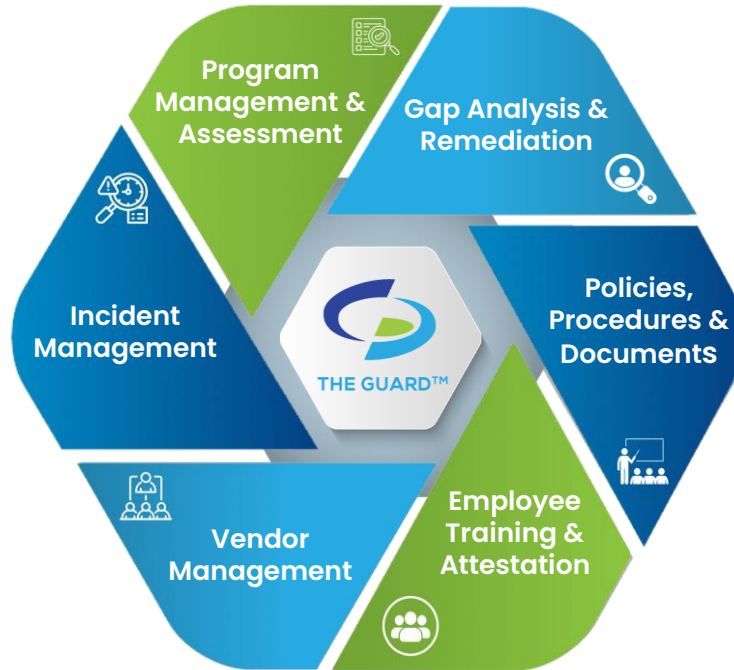 Program
Management &
Assessment
Gap Analysis &
Remediation
Policies,
Procedures &
Documents
Employee
Training &
Attestation
Vendor
Management
Incident
Management
THE GUARD™